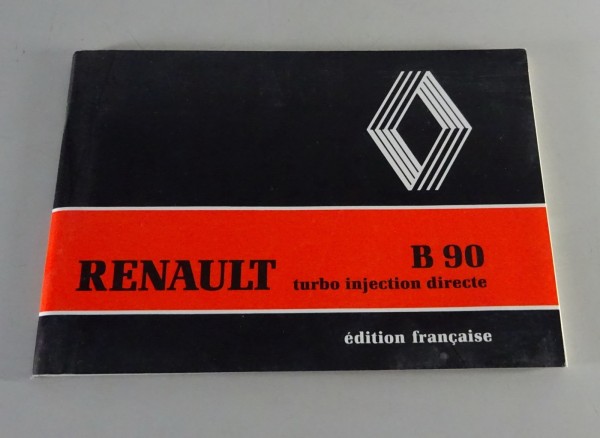 B 90
RENAULT turbo injection directe
édition française